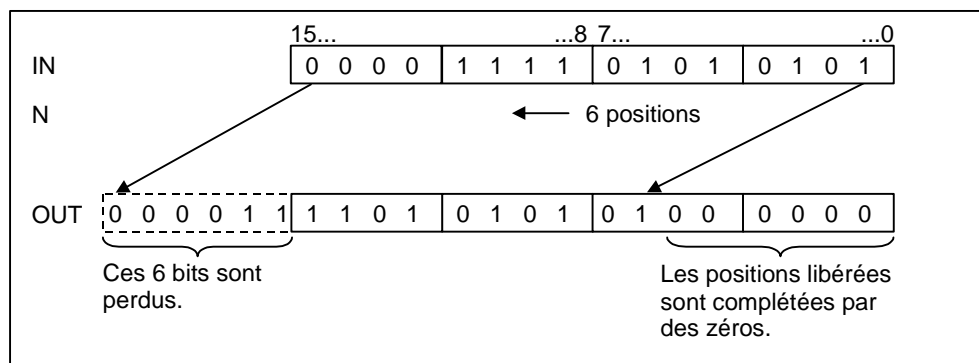 15... ...8 7... ...0
IN 0 0 0 0 1 1 1 1 0 1 0 1 0 1 0 1
N 6 positions
OUT 0 0 0 0 1 1 1 1 0 1 0 1 0 1 0 1 0 0 0 0 0 0
Ces 6 bits sont
perdus.
Les positions libérées
sont complétées par
des zéros.